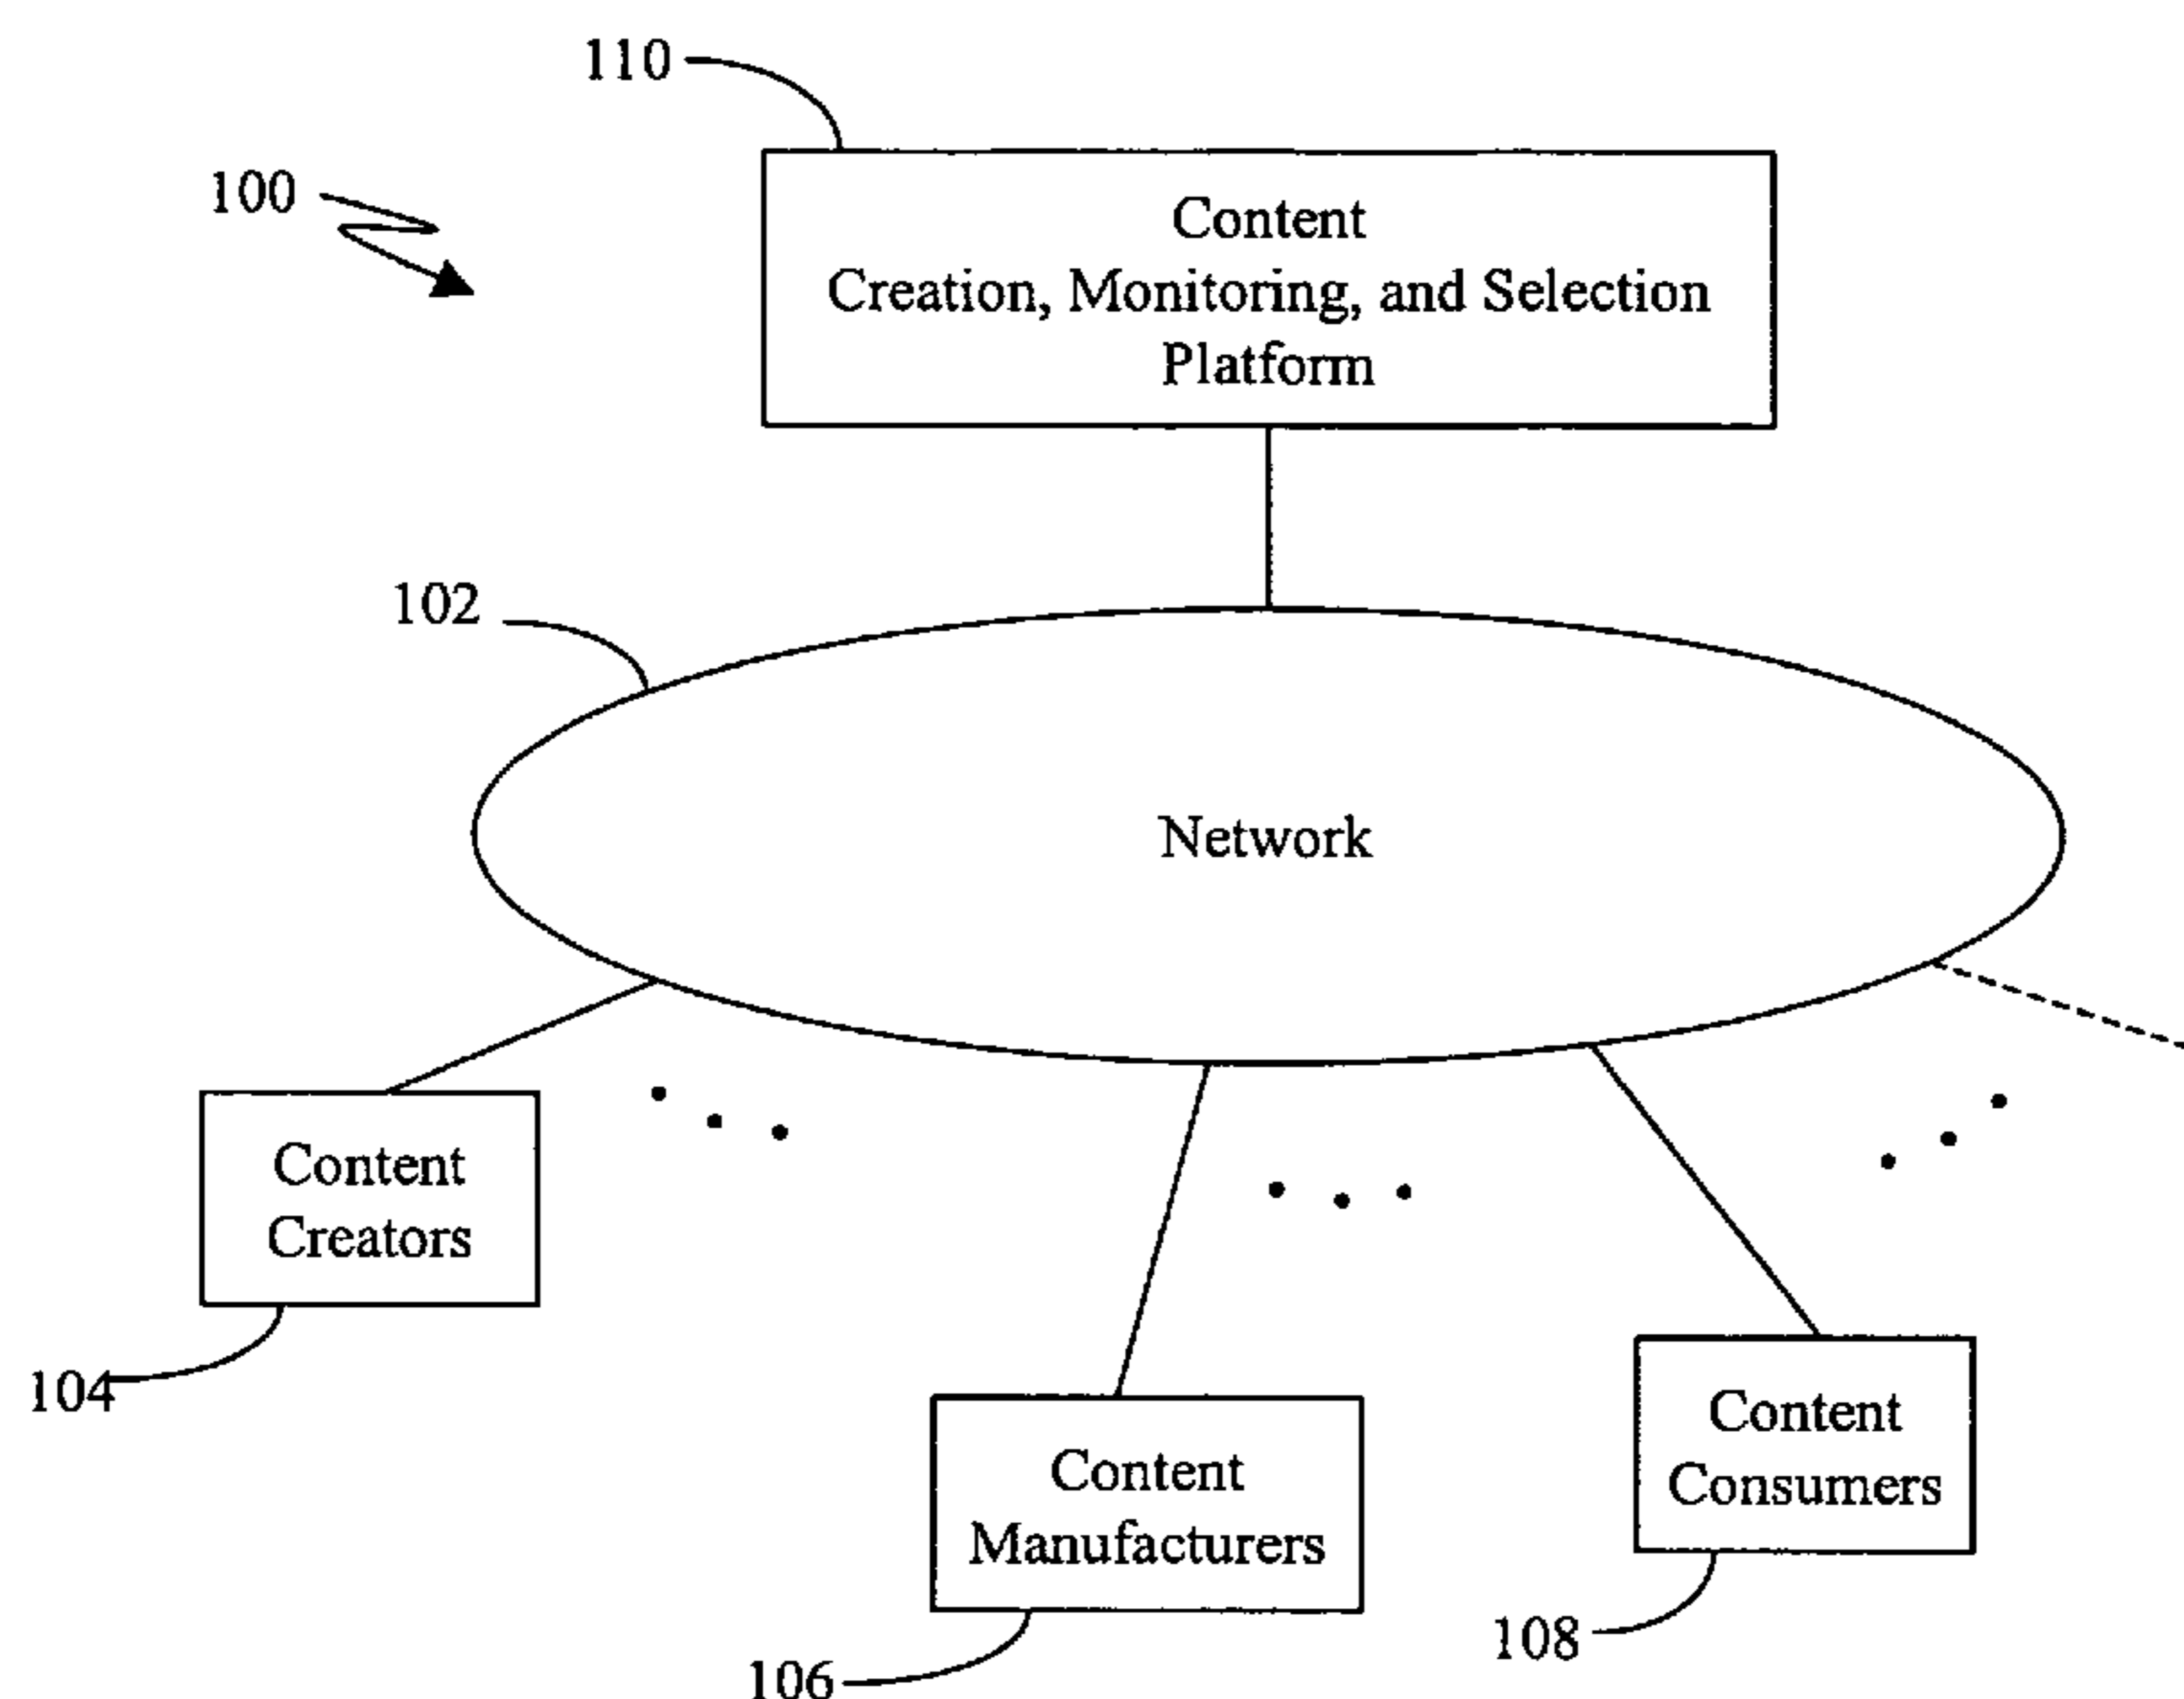 110
100
Content
Creation, Monitoring, and Selection
Platform
102
Network
Content
Creators
104
Content
Manufacturers
106
Content
Consumers
108